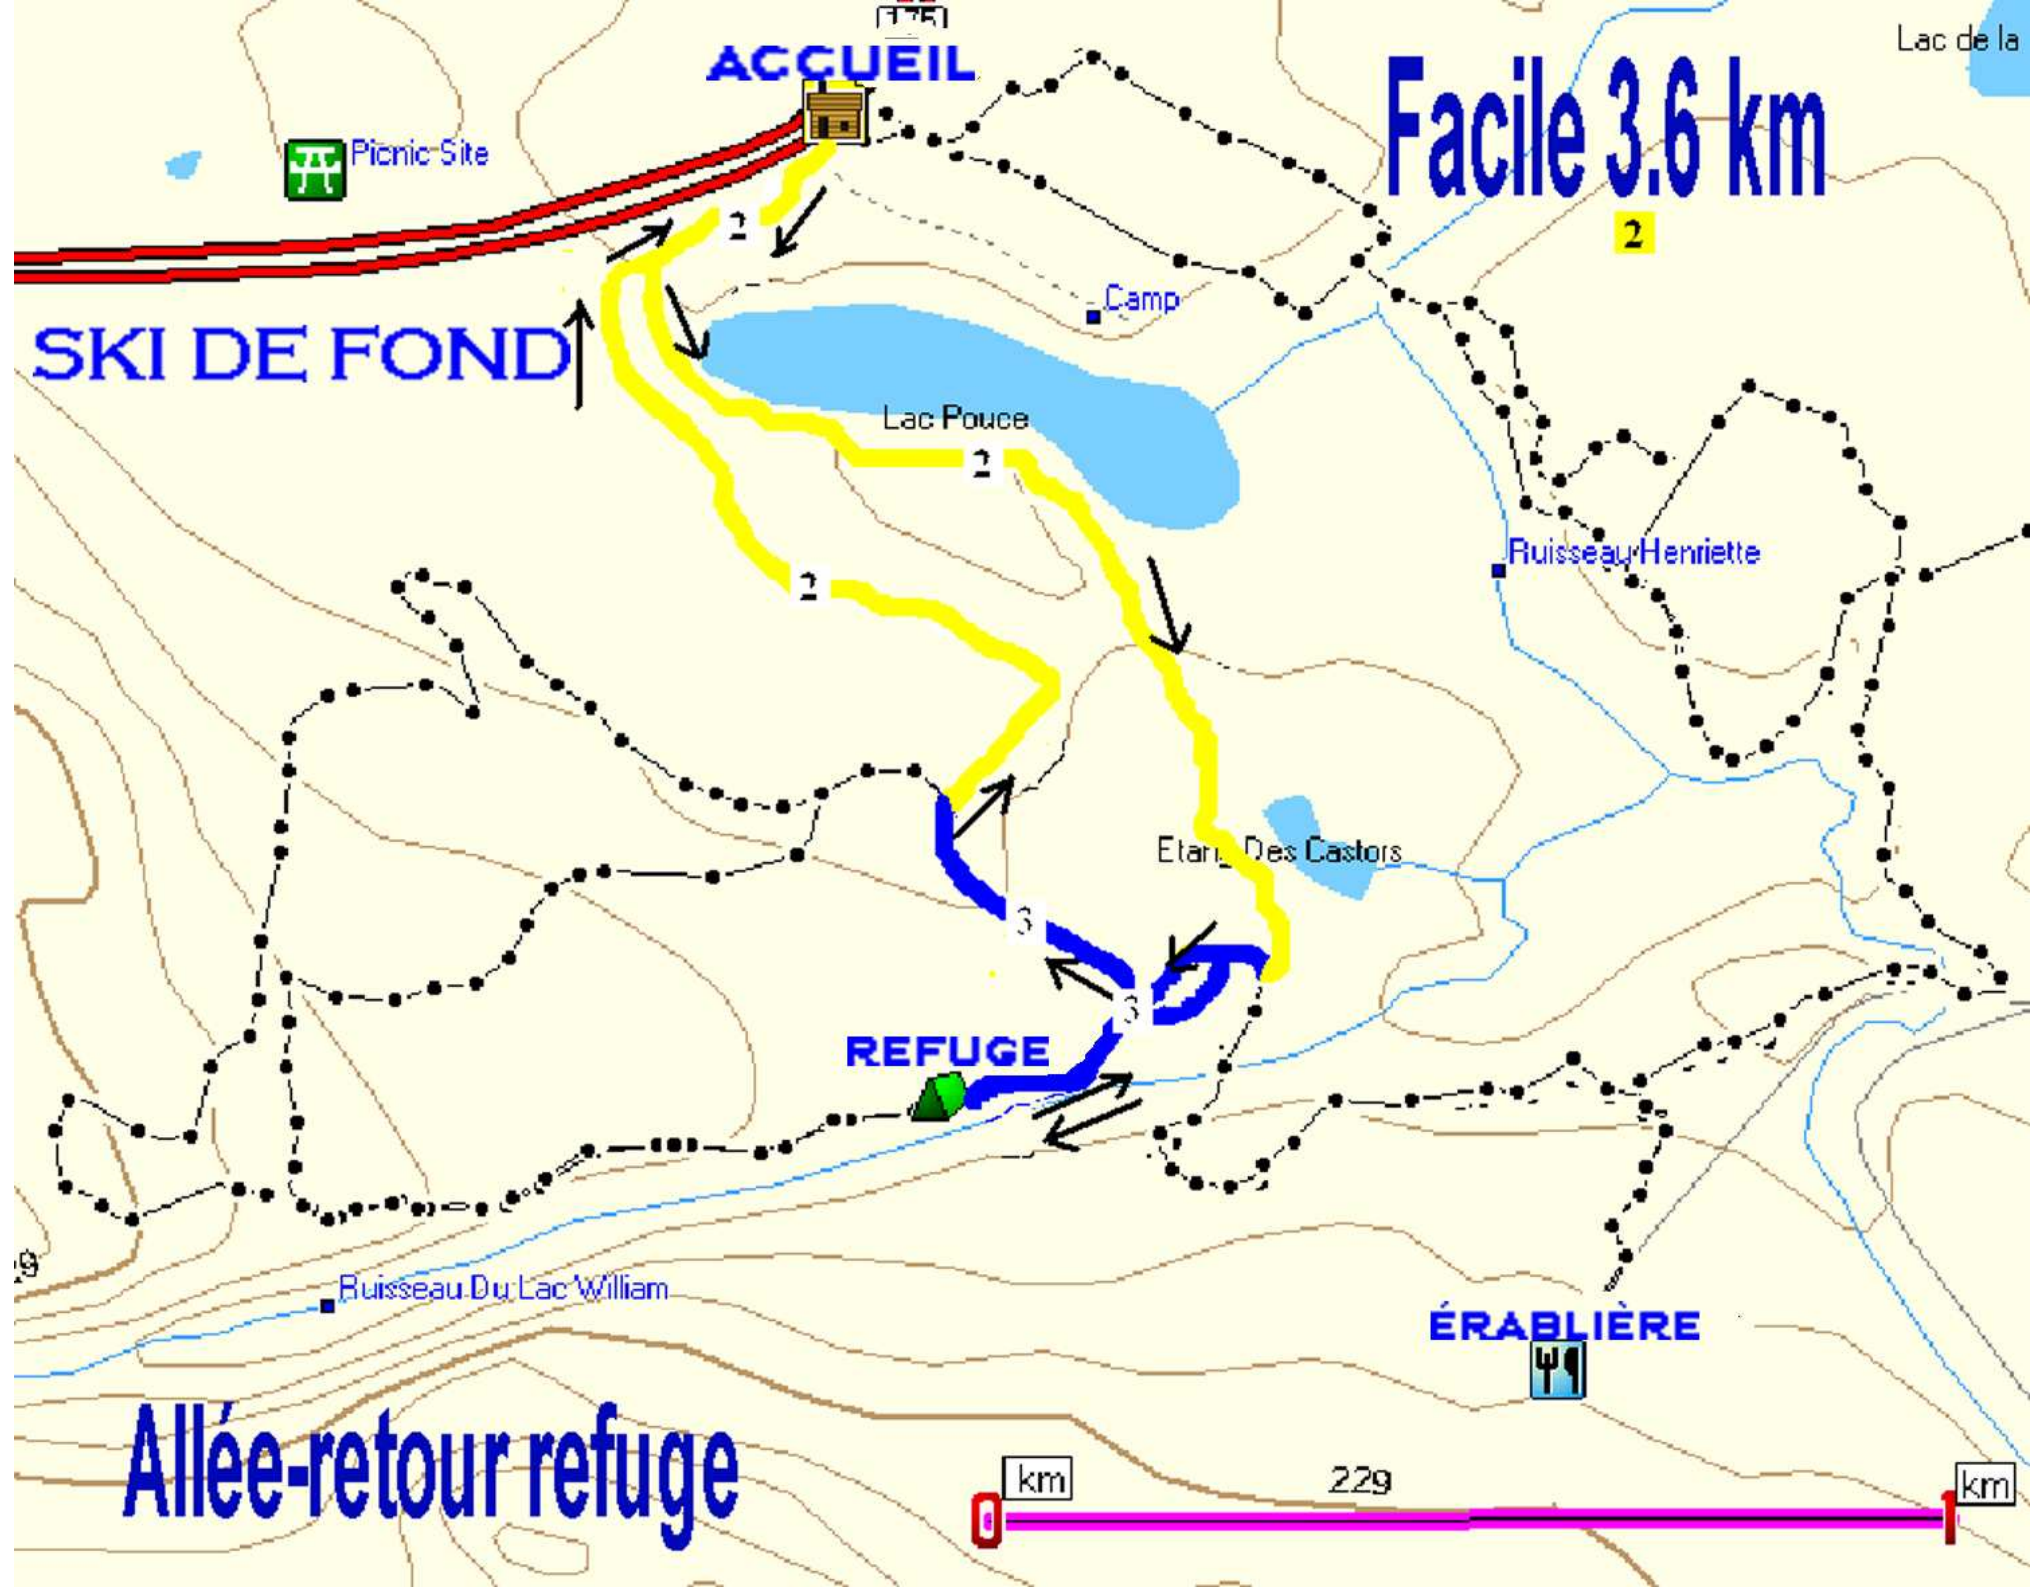 175
ACCUEIL
Lac de la
Facile 3.6 km
Picnic Site
2
2
Camp
SKI DE FOND
Lac Pouce
2
Ruisseau Henriette
2
Etang Des Castors
3
3
REFUGE
Ruisseau Du Lac William
ÉRABLIÈRE
Allée-retour refuge
km
229
km
0
1